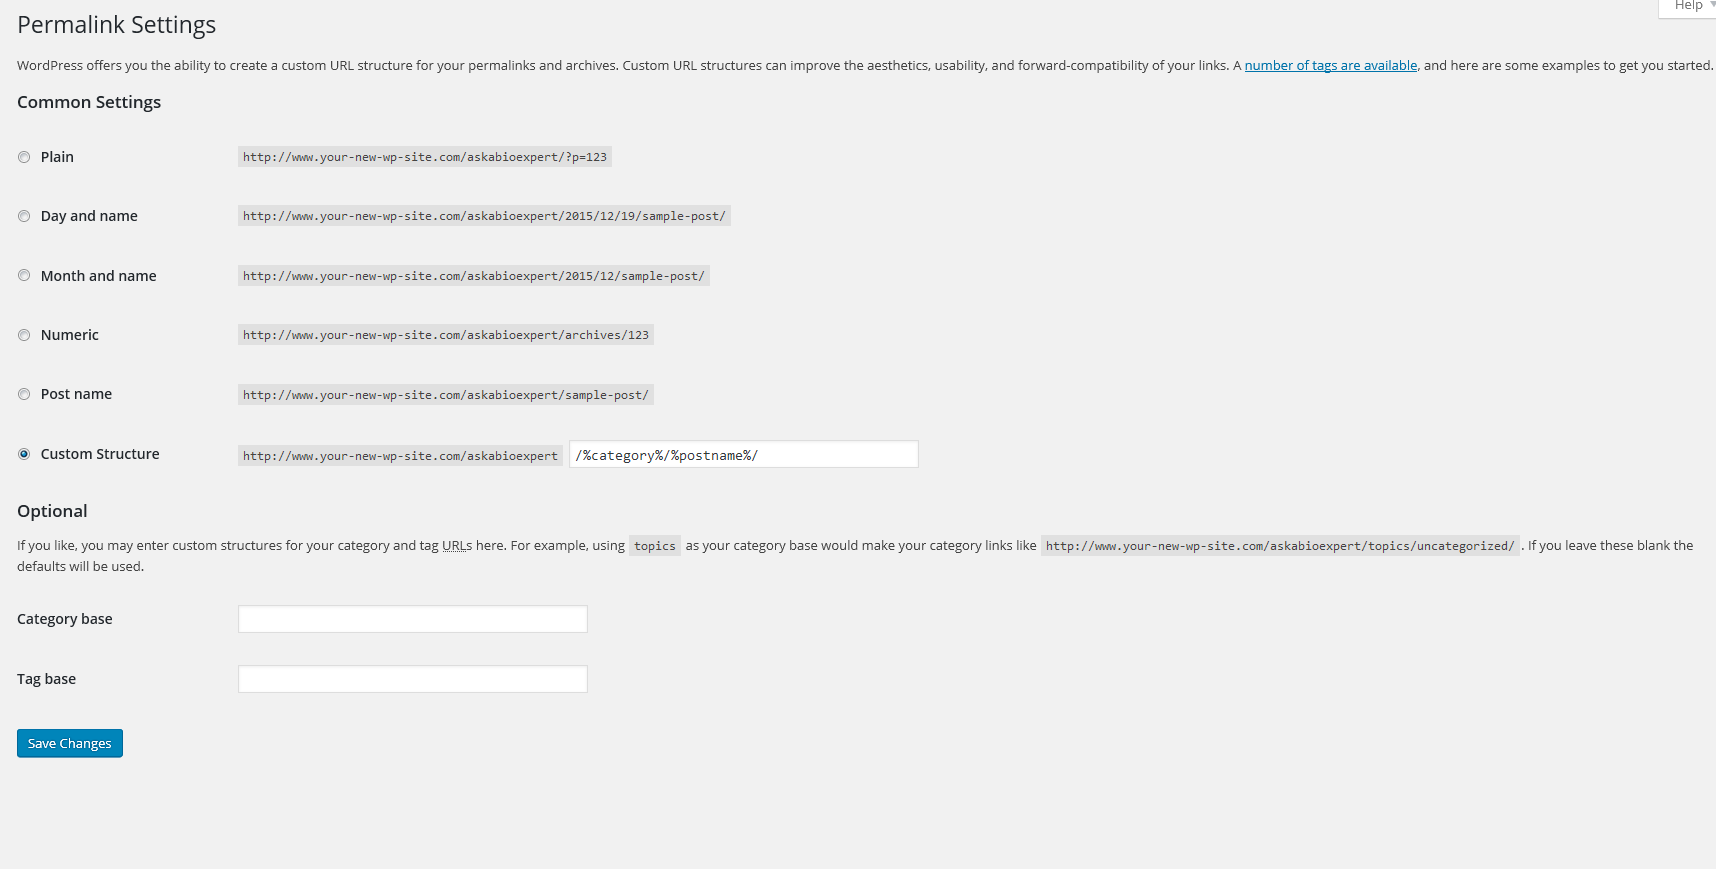 Help
Permalink Settings
WordPress offers you the ability to create a custom URL structure for your permalinks and archives. Custom URL structures can improve the aesthetics, usability, and forward-compatibility of your links. A number of tags are available, and here are some examples to get you started.
Common Settings
Plain http://www.your-new-wp-site.com/askabioexpert/?p=123
Day and name http://www.your-new-wp-site.com/askabioexpert/2015/12/19/sample-post/
Month and name http://www.your-new-wp-site.com/askabioexpert/2015/12/sample-post/
Numeric http://www.your-new-wp-site.com/askabioexpert/archives/123
Post name http://www.your-new-wp-site.com/askabioexpert/sample-post/
Custom Structure http://www.your-new-wp-site.com/askabioexpert /%category%/%postname%/
Optional
If you like, you may enter custom structures for your category and tag URLs here. For example, using topics as your category base would make your category links like http://www.your-new-wp-site.com/askabioexpert/topics/uncategorized/ . If you leave these blank the
defaults will be used.
Category base
Tag base
Save Changes